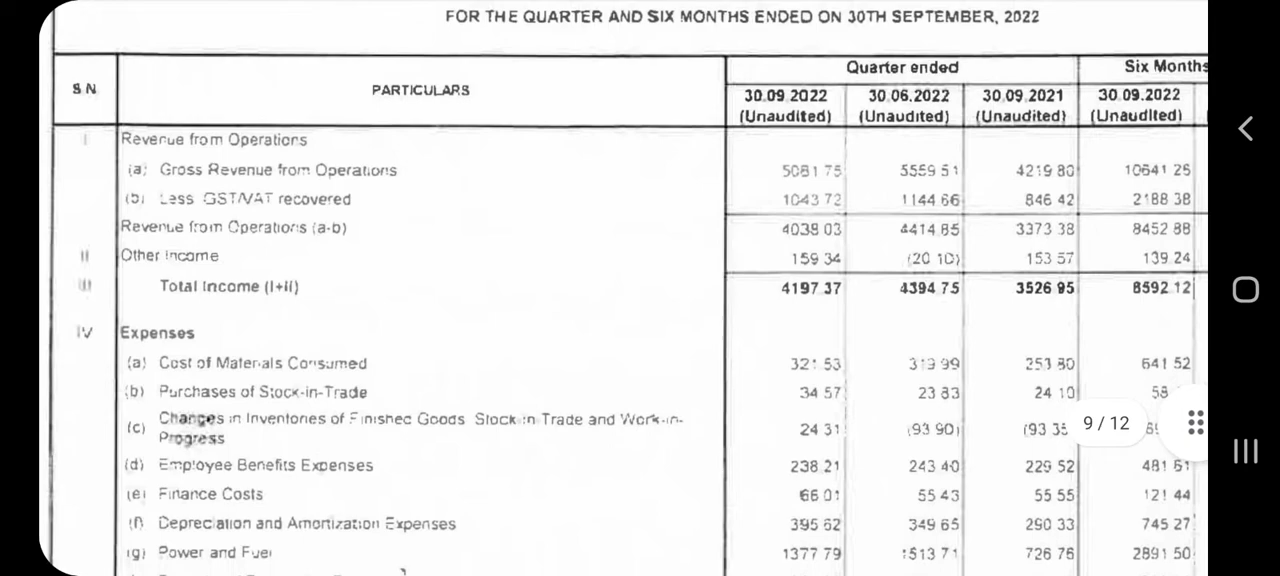 FOR THE QUARTER AND SIX MONTHS ENDED ON 30TH SEPTEMBER, 2022
Quarter ended Six Months
S.N. PARTICULARS 30.09.2022 30.06.2022 30.09.2021 30.09.2022
(Unaudited) (Unaudited) (Unaudited) (Unaudited)
I Revenue from Operations
(a) Gross Revenue from Operations 5081.75 5559.51 4219.80 10641.26
(b) Less GST/VAT recovered 1043.72 1144.66 846.42 2188.38
Revenue from Operations (a-b) 4038.03 4414.85 3373.38 8452.88
II Other Income 159.34 (20.10) 153.57 139.24
III Total Income (I+II) 4197.37 4394.75 3526.95 8592.12
IV Expenses
(a) Cost of Materials Consumed 321.53 319.99 253.80 641.52
(b) Purchases of Stock-in-Trade 34.57 23.83 24.10 58
(c) Changes in Inventories of Finished Goods Stock in Trade and Work-in-
Progress 24.31 (93.90) (93.35
9 / 12
(d) Employee Benefits Expenses 238.21 243.40 229.52 481.61
(e) Finance Costs 66.01 55.43 55.55 121.44
(f) Depreciation and Amortization Expenses 395.62 349.65 290.33 745.27
(g) Power and Fuel 1377.79 1513.71 726.76 2891.50